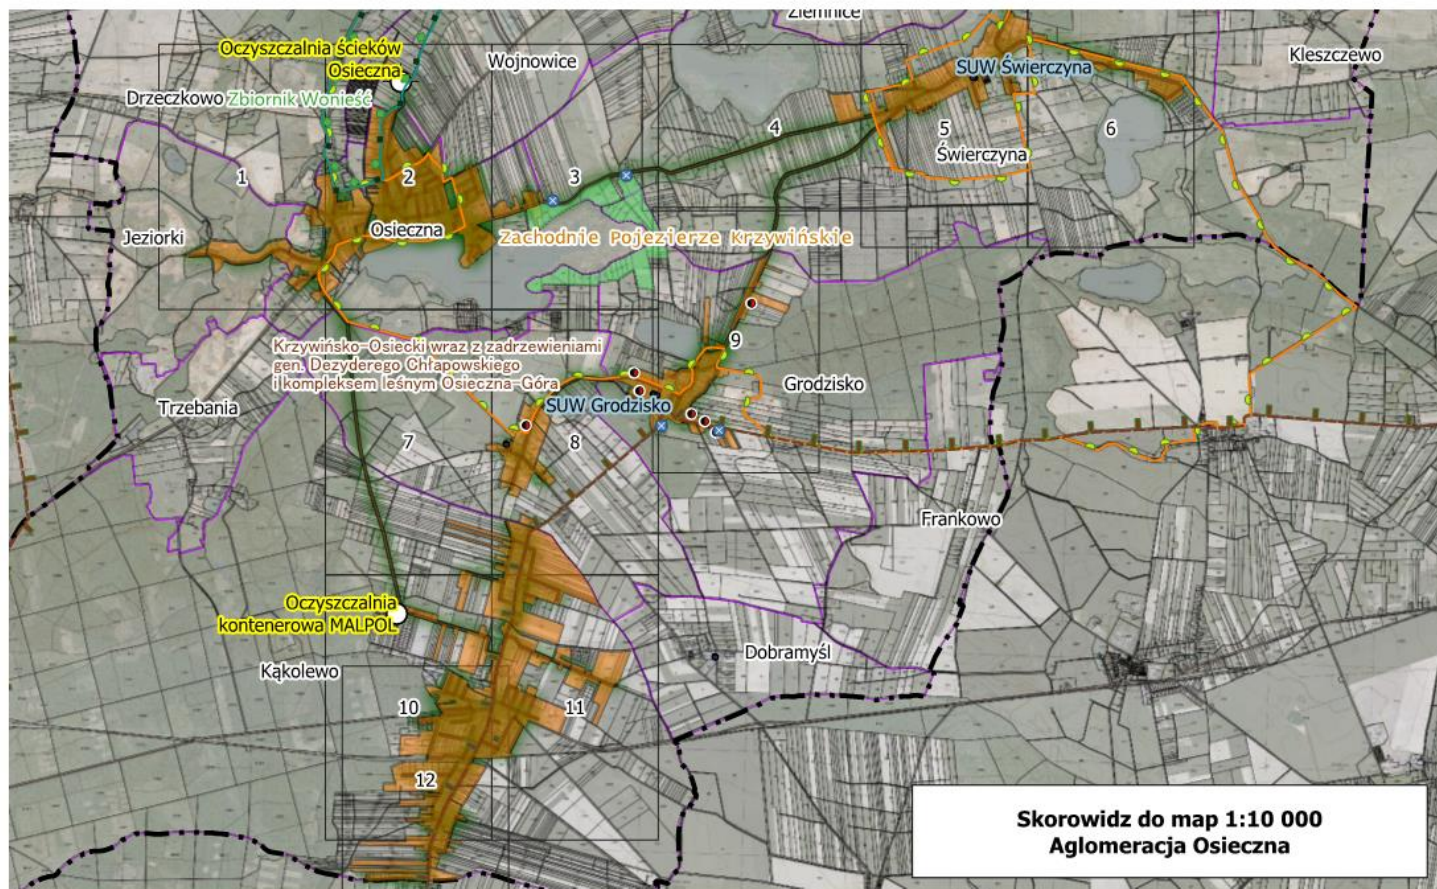 Ziemnice
Oczyszczalnia ścieków
Osieczna
Wojnowice
Kleszczewo
SUW Świerczyna
Drzeczkowo
Zbiornik Wonieść
1
2
3
4
5
6
Świerczyna
Jeziorki
Osieczna
Zachodnie Pojezierze Krzywińskie
9
Krzywińsko-Osiecki wraz z zadrzewieniami
gen. Dezyderego Chłapowskiego
i kompleksem leśnym Osieczna-Góra
Grodzisko
Trzebania
SUW Grodzisko
7
8
Frankowo
Oczyszczalnia
kontenerowa MALPOL
Dobramyśl
Kąkolewo
10
11
12
Skorowidz do map 1:10 000
Aglomeracja Osieczna